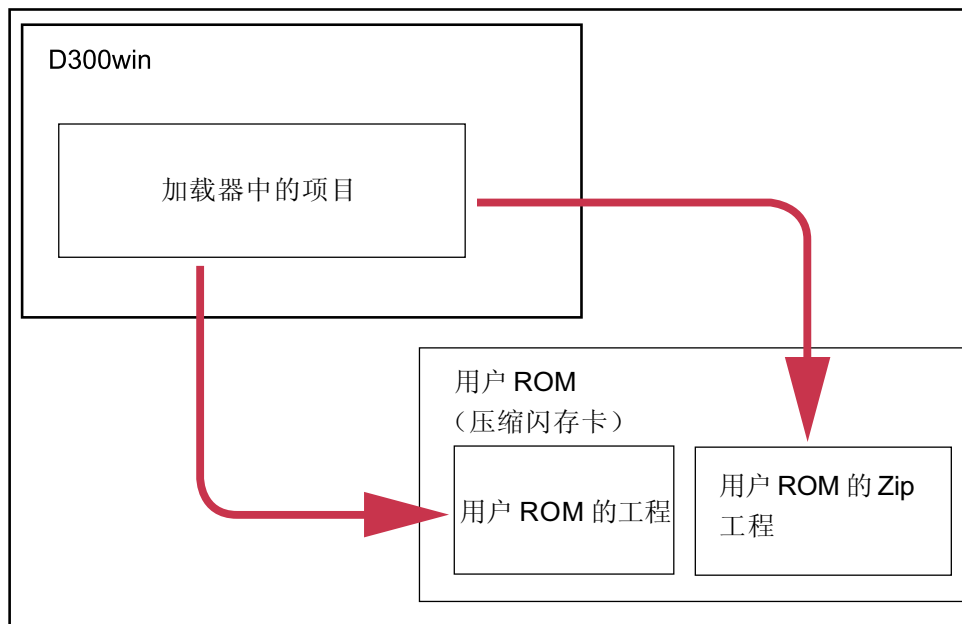 D300win
加载器中的项目
用户 ROM
（压缩闪存卡）
用户 ROM 的工程
用户 ROM 的 Zip
工程